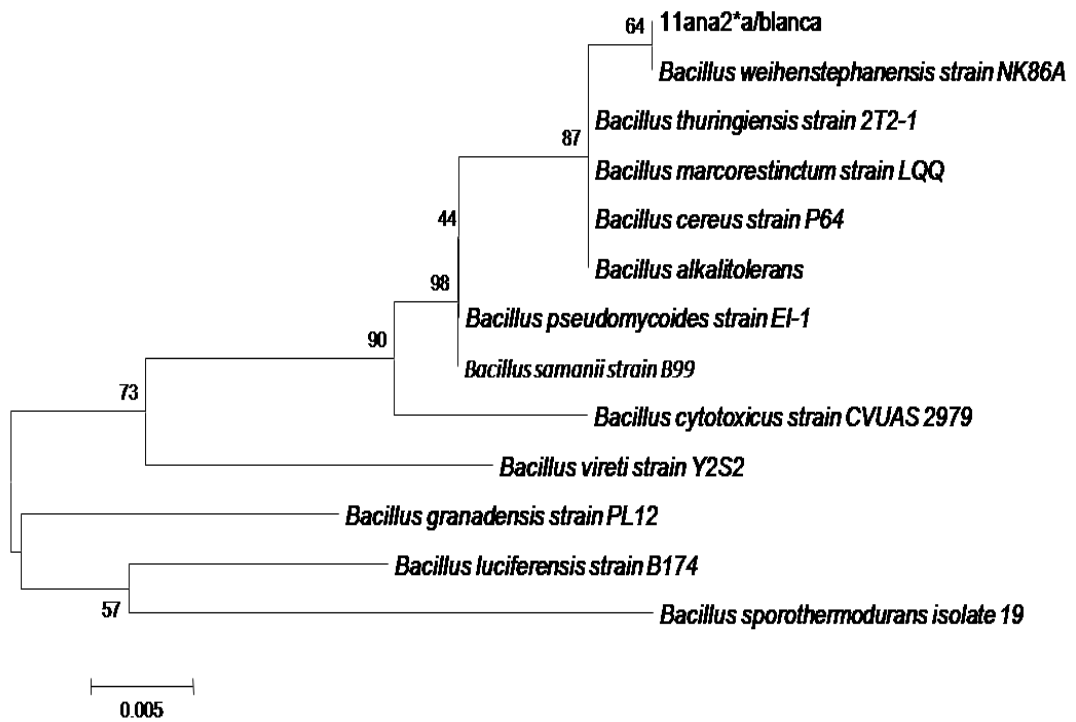 64 11ana2*a/blanca
Bacillus weihenstephanensis strain NK86A
Bacillus thuringiensis strain 2T2-1
87
Bacillus marcorestinctum strain LQQ
Bacillus cereus strain P64
44
Bacillus alkalitolerans
98
Bacillus pseudomycoides strain EI-1
90
Bacillus samanii strain B99
73
Bacillus cytotoxicus strain CVUAS 2979
Bacillus vireti strain Y2S2
Bacillus granadensis strain PL12
Bacillus luciferensis strain B174
57
Bacillus sporothermodurans isolate 19
0.005